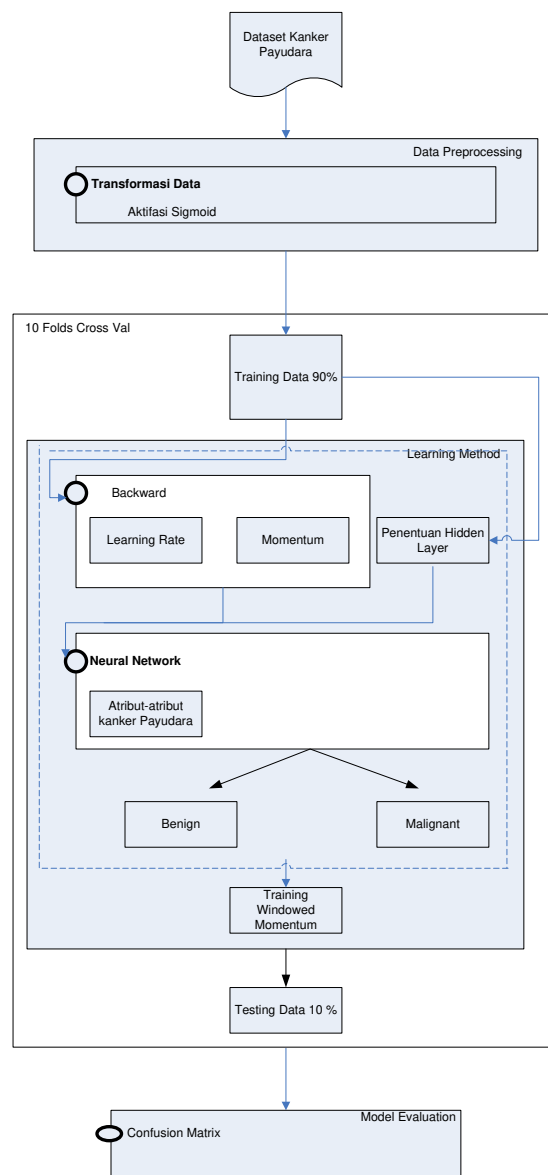 Dataset Kanker
Payudara
Data Preprocessing
Transformasi Data
Aktifasi Sigmoid
10 Folds Cross Val
Training Data 90%
Learning Method
Backward
Learning Rate
Momentum
Penentuan Hidden
Layer
Neural Network
Atribut-atribut
kanker Payudara
Benign
Malignant
Training
Windowed
Momentum
Testing Data 10 %
Model Evaluation
Confusion Matrix